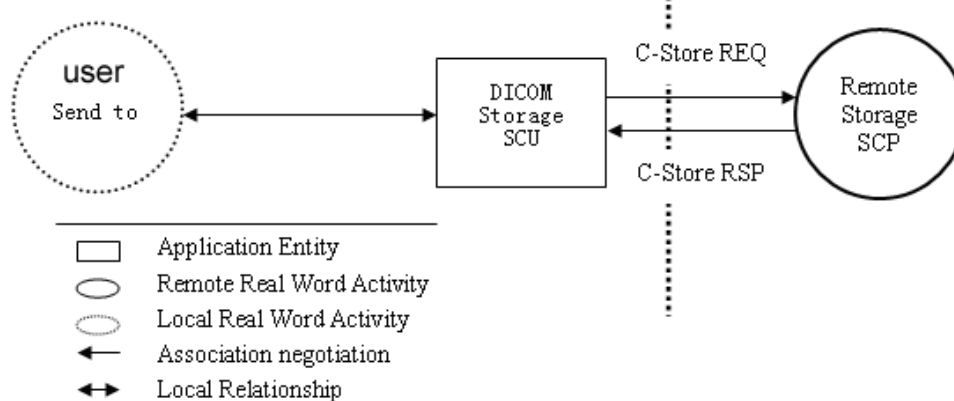 user
Send to
DICOM
Storage
SCU
C-Store REQ
C-Store RSP
Remote
Storage
SCP
Application Entity
Remote Real Word Activity
Local Real Word Activity
Association negotiation
Local Relationship